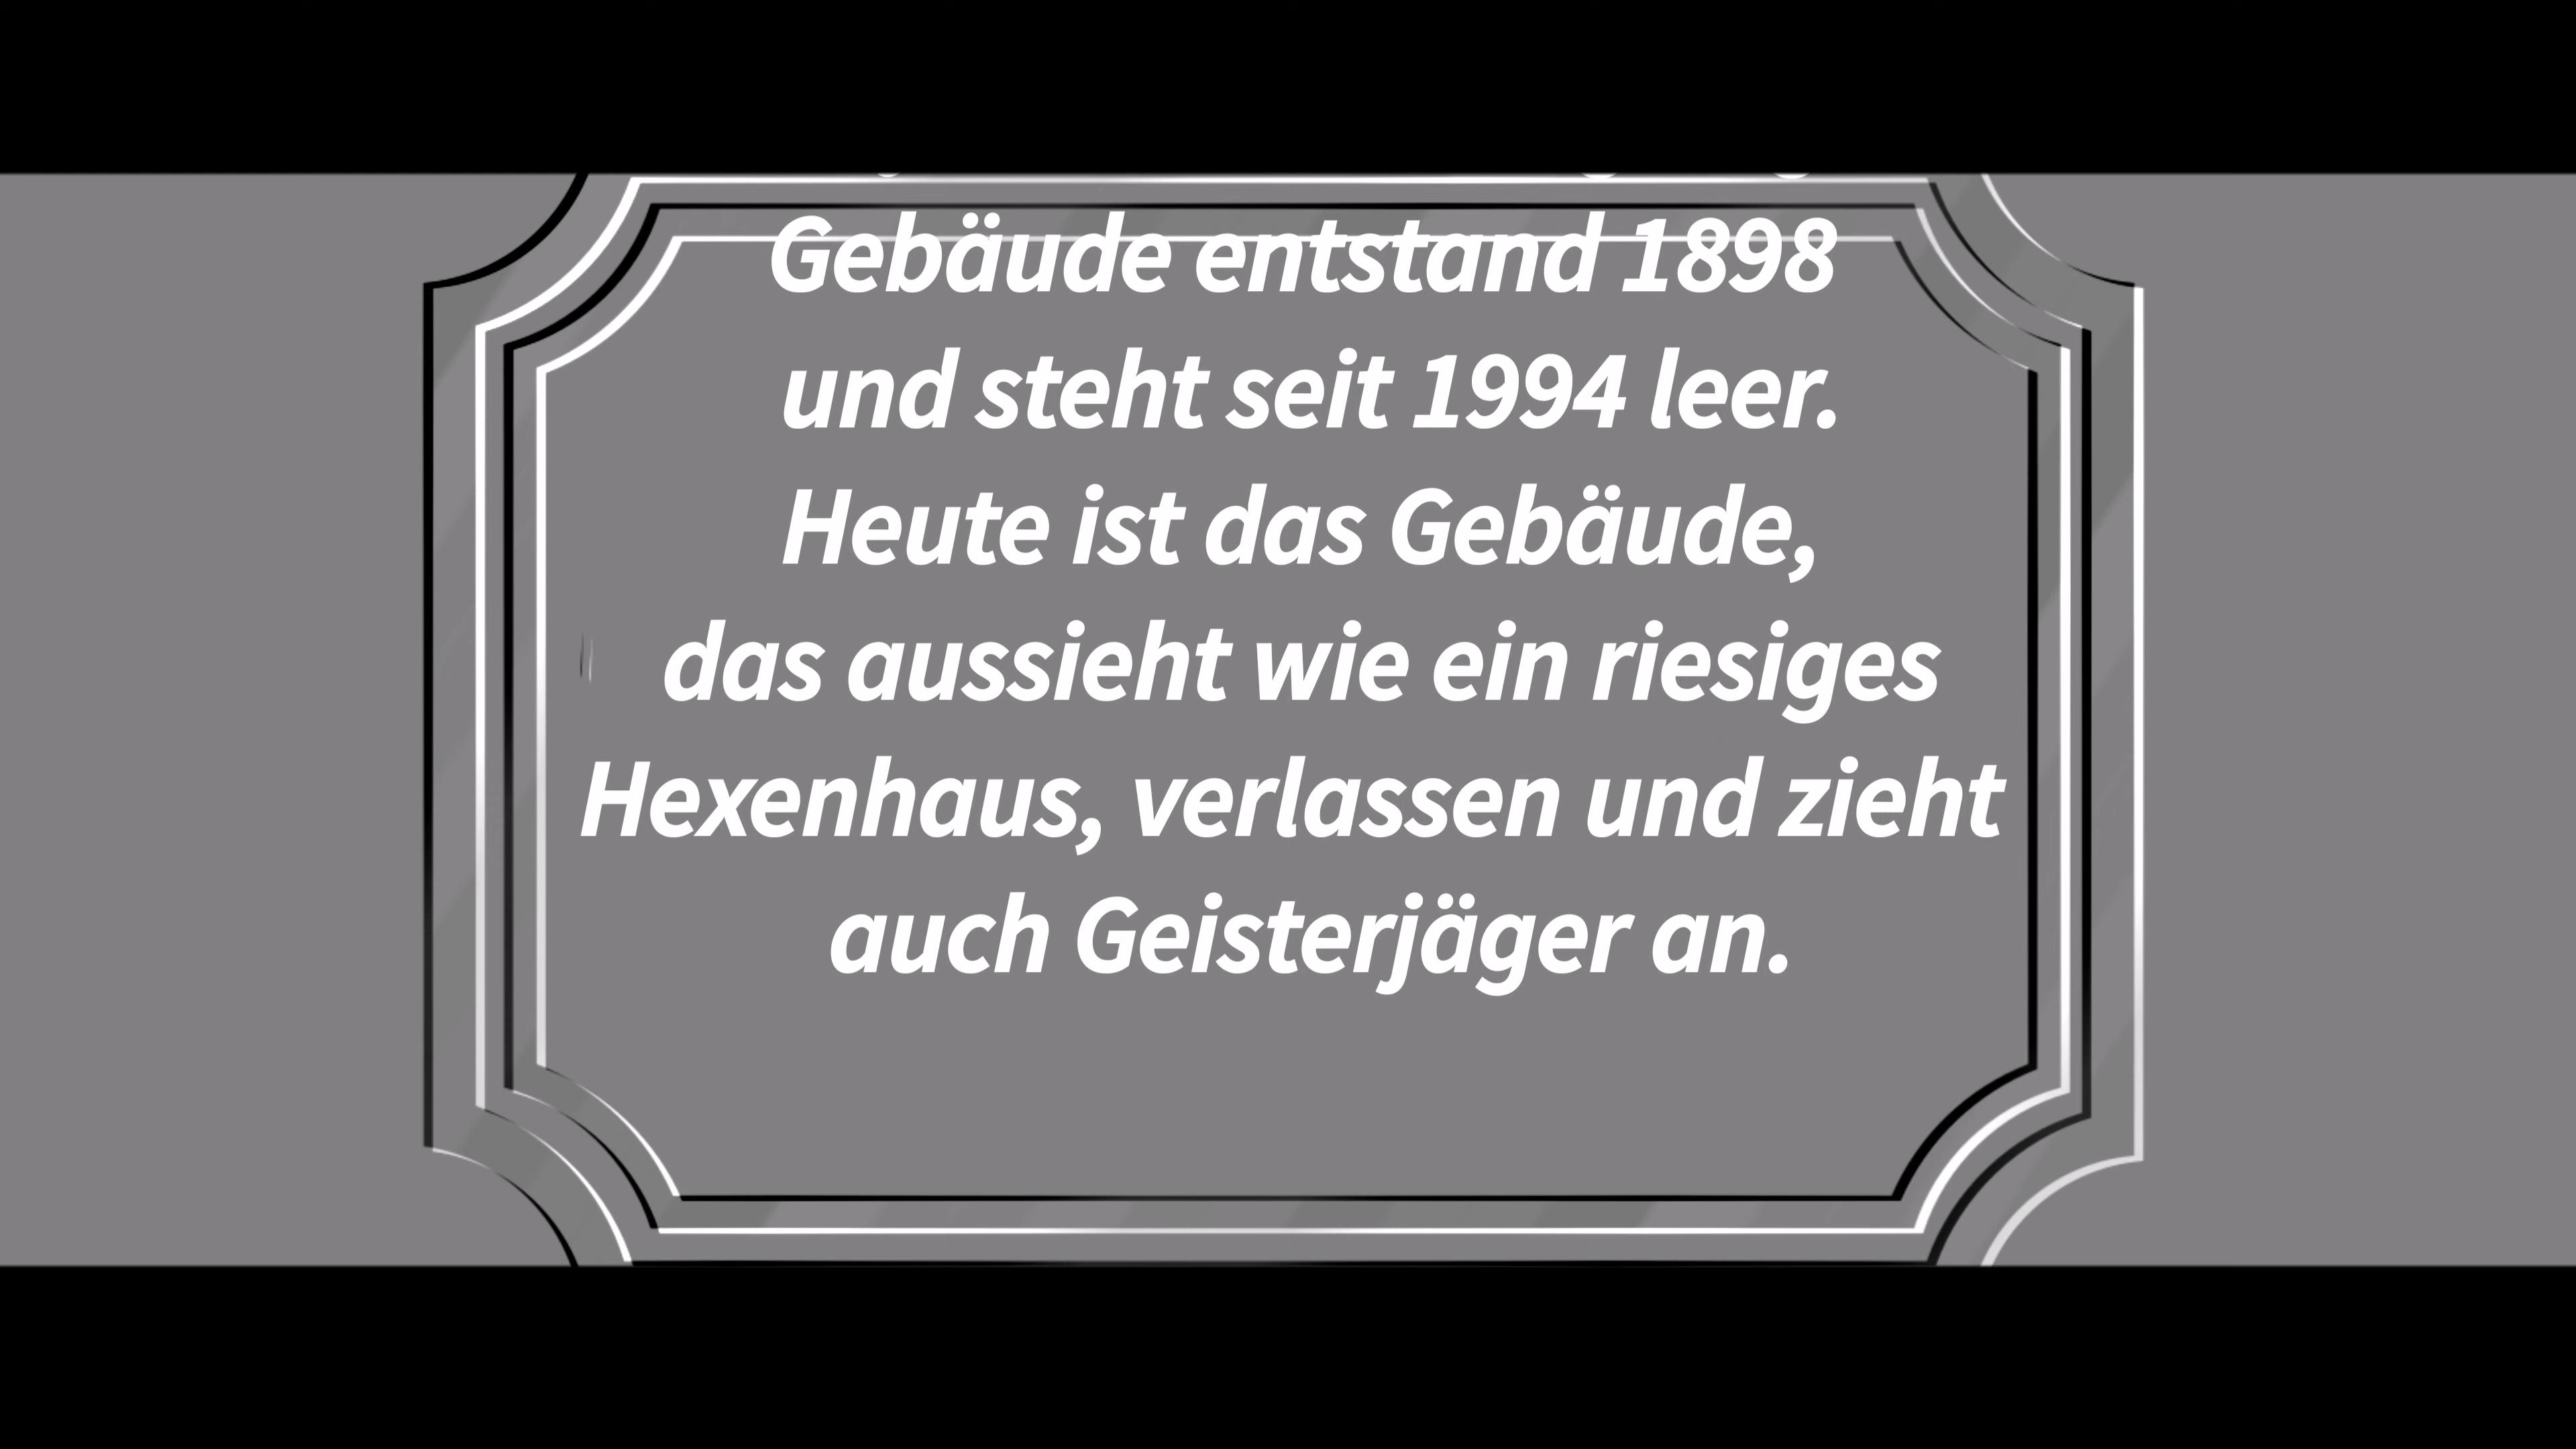 Gebäude entstand 1898
und steht seit 1994 leer.
Heute ist das Gebäude,
das aussieht wie ein riesiges
Hexenhaus, verlassen und zieht
auch Geisterjäger an.